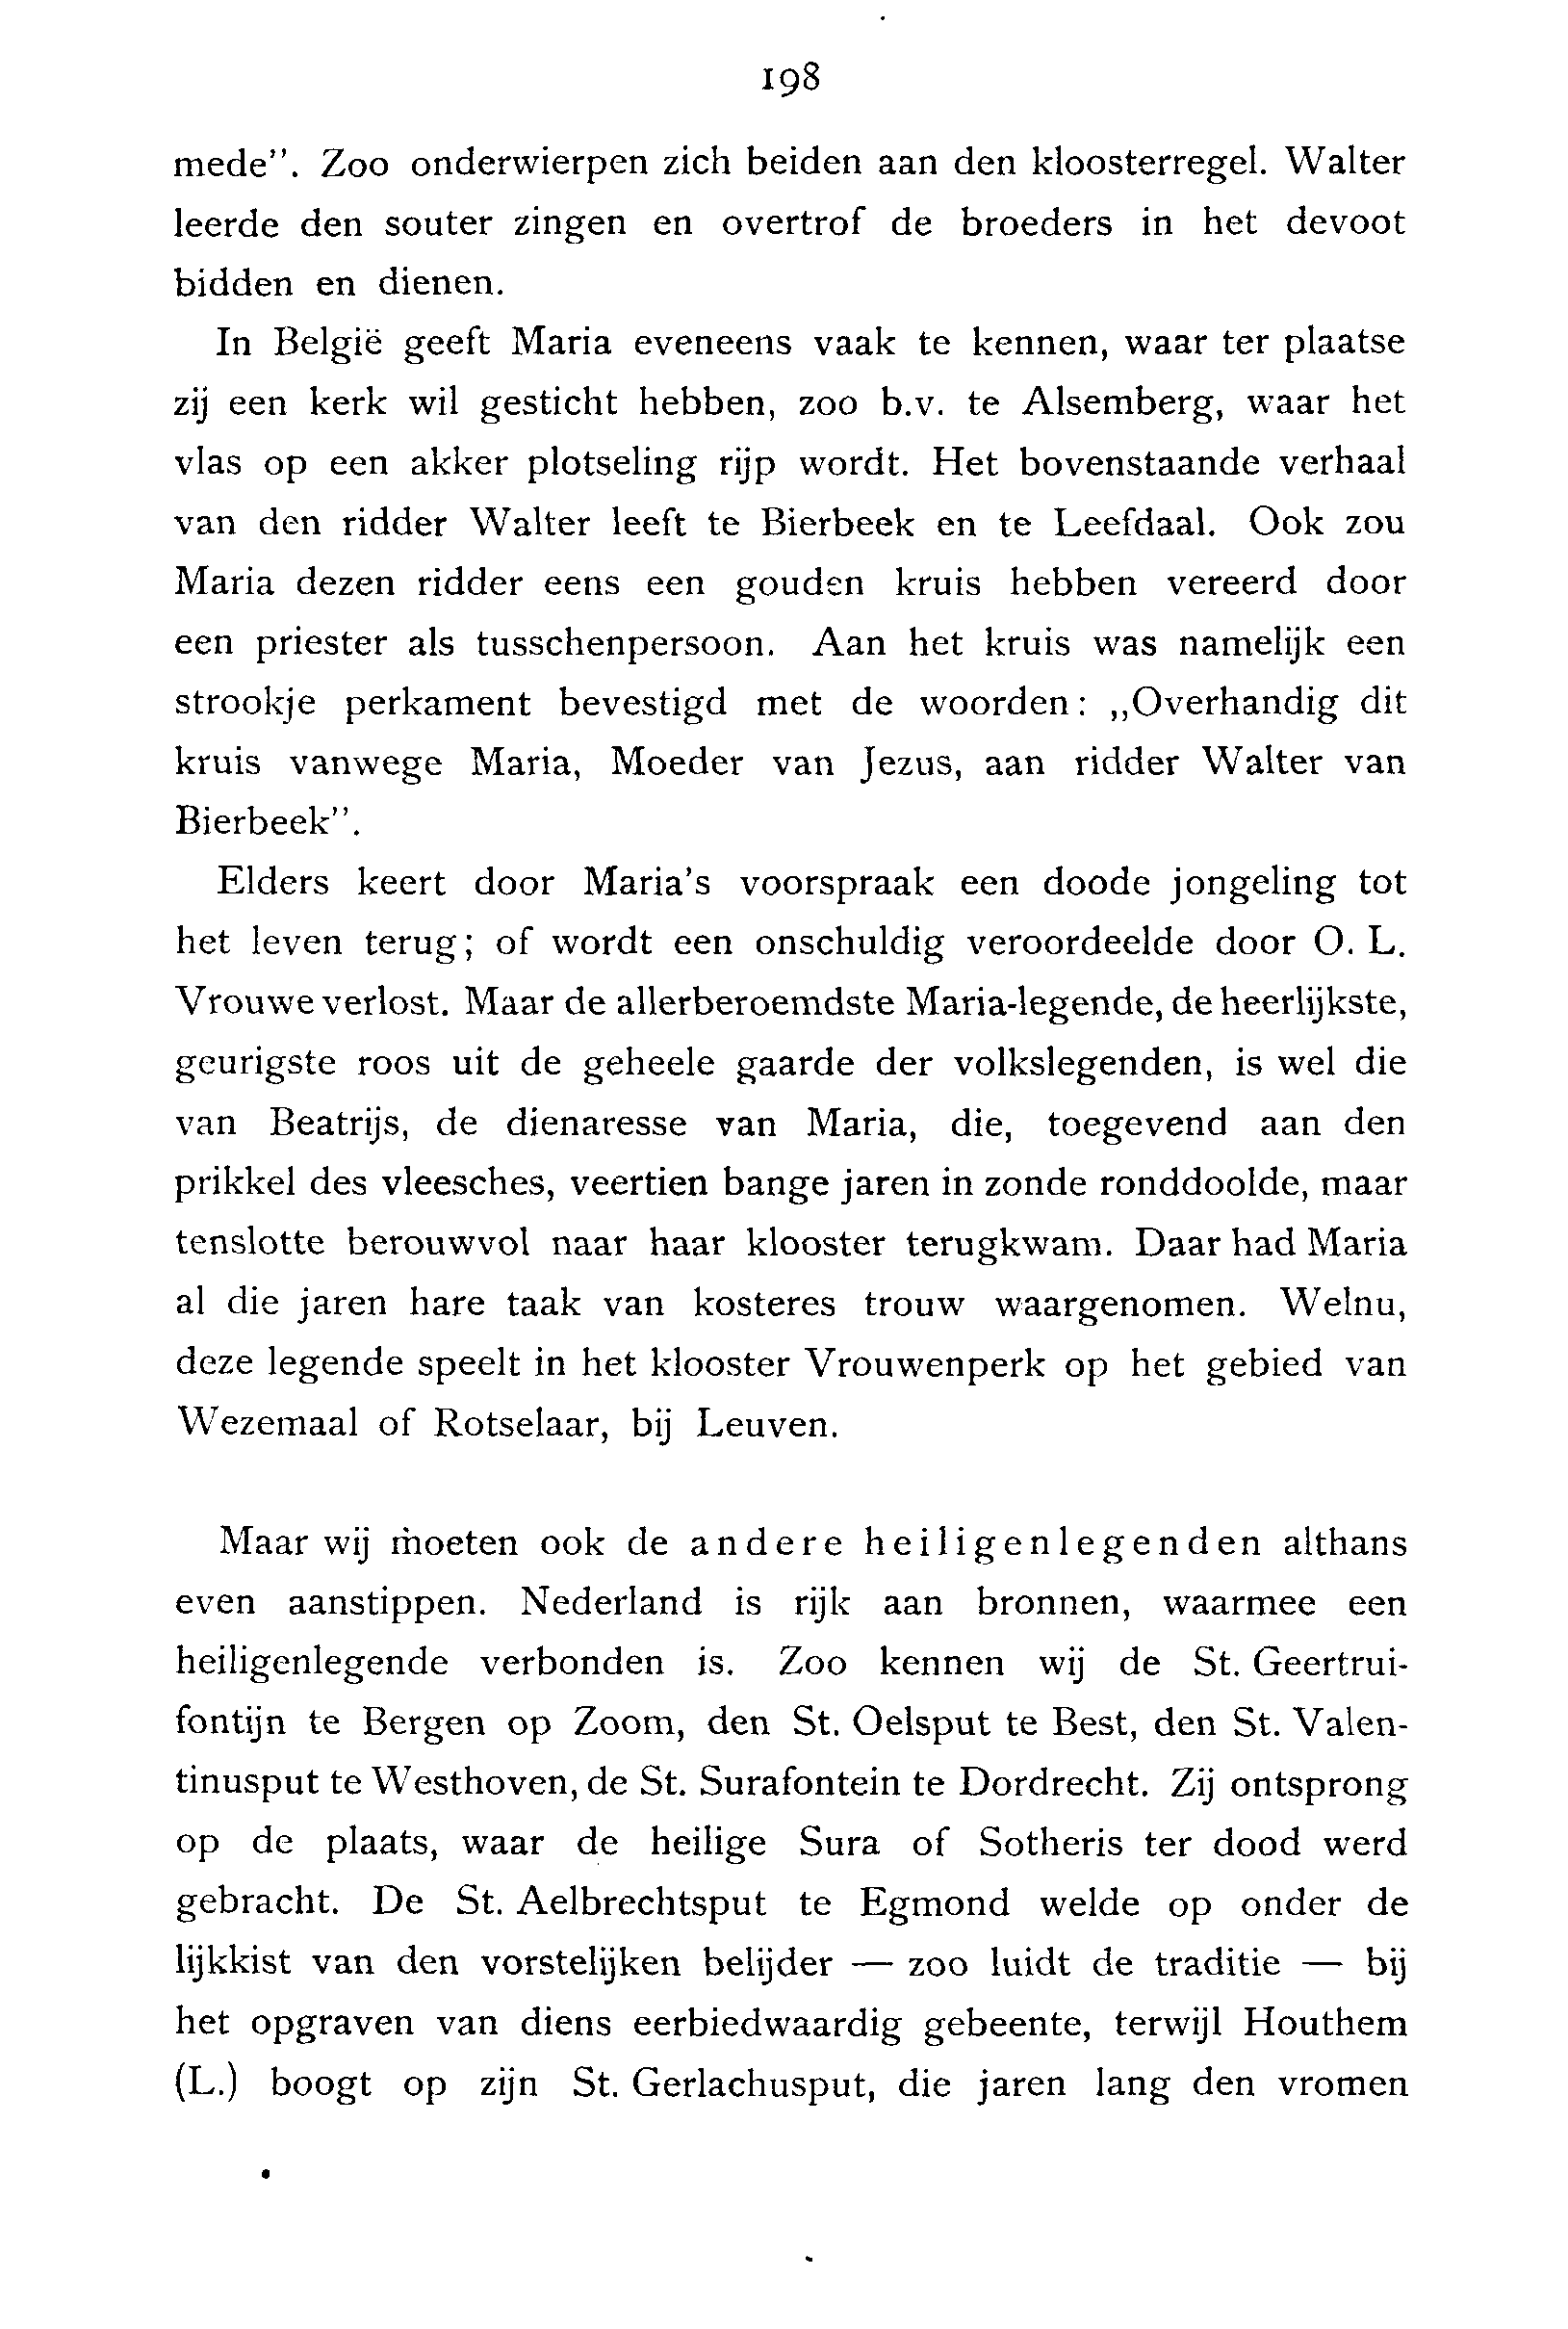 198
mede”. Zoo onderwierpen zich beiden aan den kloosterregel. Walter
leerde den souter zingen en overtrof de broeders in het devoot
bidden en dienen.
In België geeft Maria eveneens vaak te kennen, waar ter plaatse
zij een kerk wil gesticht hebben, zoo b.v. te Alsemberg, waar het
vlas op een akker plotseling rijp wordt. Het bovenstaande verhaal
van den ridder Walter leeft te Bierbeek en te Leefdaal. Ook zou
Maria dezen ridder eens een gouden kruis hebben vereerd door
een priester als tusschenpersoon. Aan het kruis was namelijk een
strookje perkament bevestigd met de woorden: „Overhandig dit
kruis vanwege Maria, Moeder van Jezus, aan ridder Walter van
Bierbeek”.
Elders keert door Maria’s voorspraak een doode jongeling tot
het leven terug; of wordt een onschuldig veroordeelde door O. L.
Vrouwe verlost. Maar de allerberoemdste Maria-legende, de heerlijkste,
geurigste roos uit de geheele gaarde der volkslegenden, is wel die
van Beatrijs, de dienaresse van Maria, die, toegevend aan den
prikkel des vleesches, veertien bange jaren in zonde ronddoolde, maar
tenslotte berouwvol naar haar klooster terugkwam. Daar had Maria
al die jaren hare taak van kosteres trouw waargenomen. Welnu,
deze legende speelt in het klooster Vrouwenperk op het gebied van
Wezemaal of Rotselaar, bij Leuven.
Maar wij moeten ook de andere heiligenlegenden althans
even aanstippen. Nederland is rijk aan bronnen, waarmee een
heiligenlegende verbonden is. Zoo kennen wij de St. Geertrui-
fontijn te Bergen op Zoom, den St. Oelsput te Best, den St. Valen-
tinusput te Westhoven, de St. Surafontein te Dordrecht. Zij ontsprong
op de plaats, waar de heilige Sura of Sotheris ter dood werd
gebracht. De St. Aelbrechtsput te Egmond welde op onder de
lijkkist van den vorstelijken belijder — zoo luidt de traditie — bij
het opgraven van diens eerbiedwaardig gebeente, terwijl Houthem
(L.) boogt op zijn St. Gerlachusput, die jaren lang den vromen